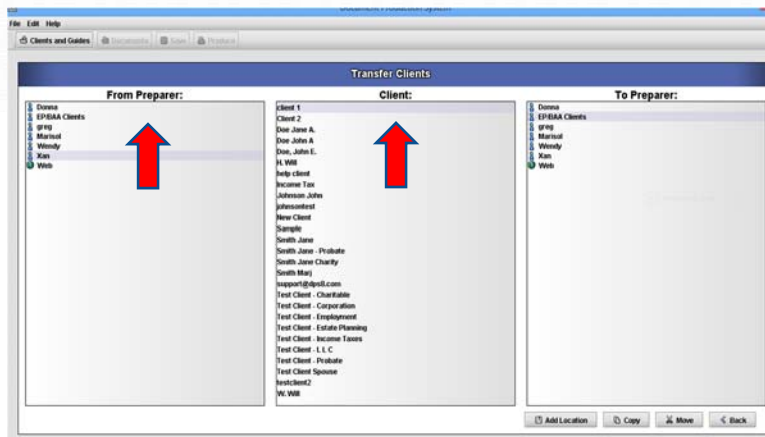 Document Production System
File Edit Help
Clients and Guides Documents Save Produce
Transfer Clients
From Preparer:
Donna
EP/BAA Clients
greg
Marisol
Wendy
Xan
Web
Client:
client 1
Client 2
Doe Jane A.
Doe John A
Doe, John E.
H. Will
help client
Income Tax
Johnson John
johnsontest
New Client
Sample
Smith Jane
Smith Jane - Probate
Smith Jane Charity
Smith Marj
support@dps8.com
Test Client - Charitable
Test Client - Corporation
Test Client - Employment
Test Client - Estate Planning
Test Client - Income Taxes
Test Client - L L C
Test Client - Probate
Test Client Spouse
testclient2
W. Will
To Preparer:
Donna
EP/BAA Clients
greg
Marisol
Wendy
Xan
Web
Add Location Copy Move Back